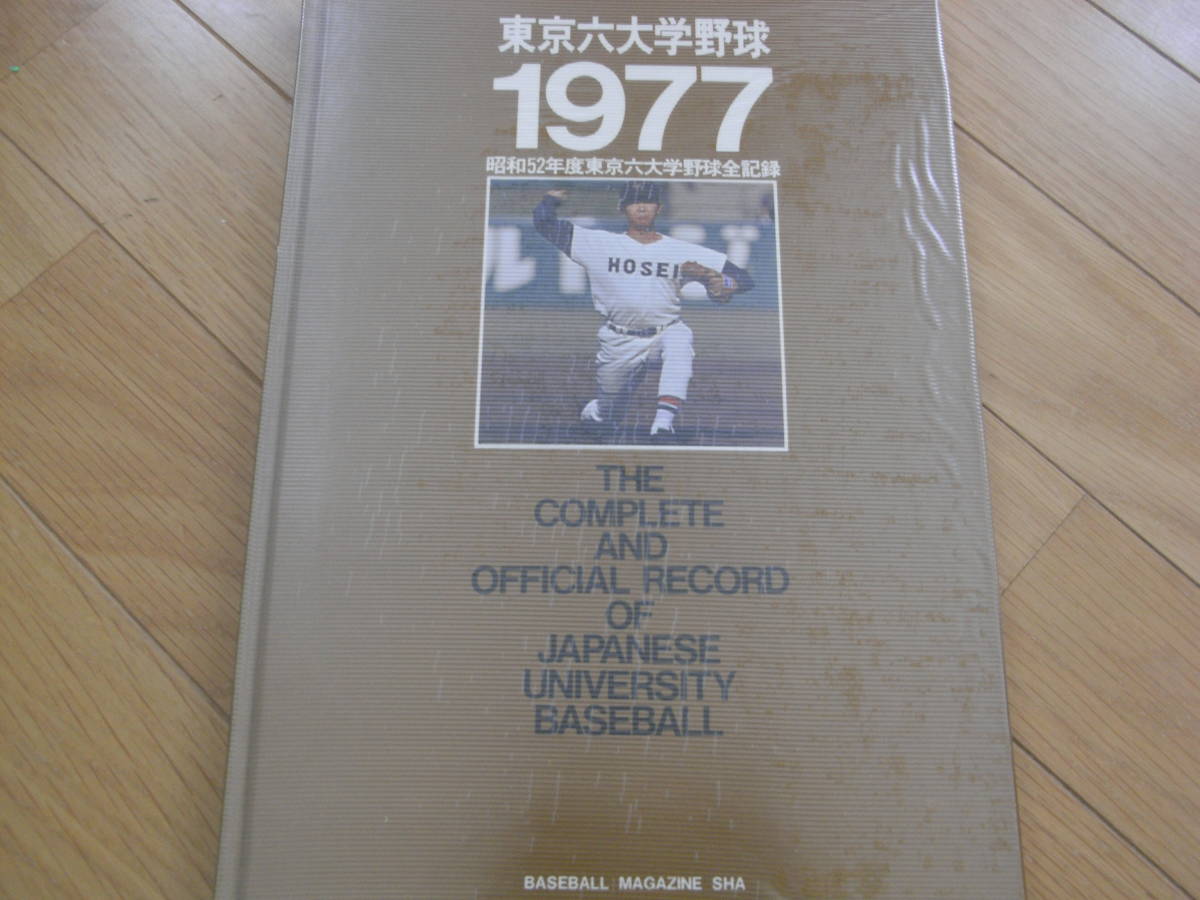 東京六大学野球
1977
昭和52年度東京六大学野球全記録
HOSEI
THE
COMPLETE
AND
OFFICIAL RECORD
OF
JAPANESE
UNIVERSITY
BASEBALL
BASEBALL MAGAZINE SHA